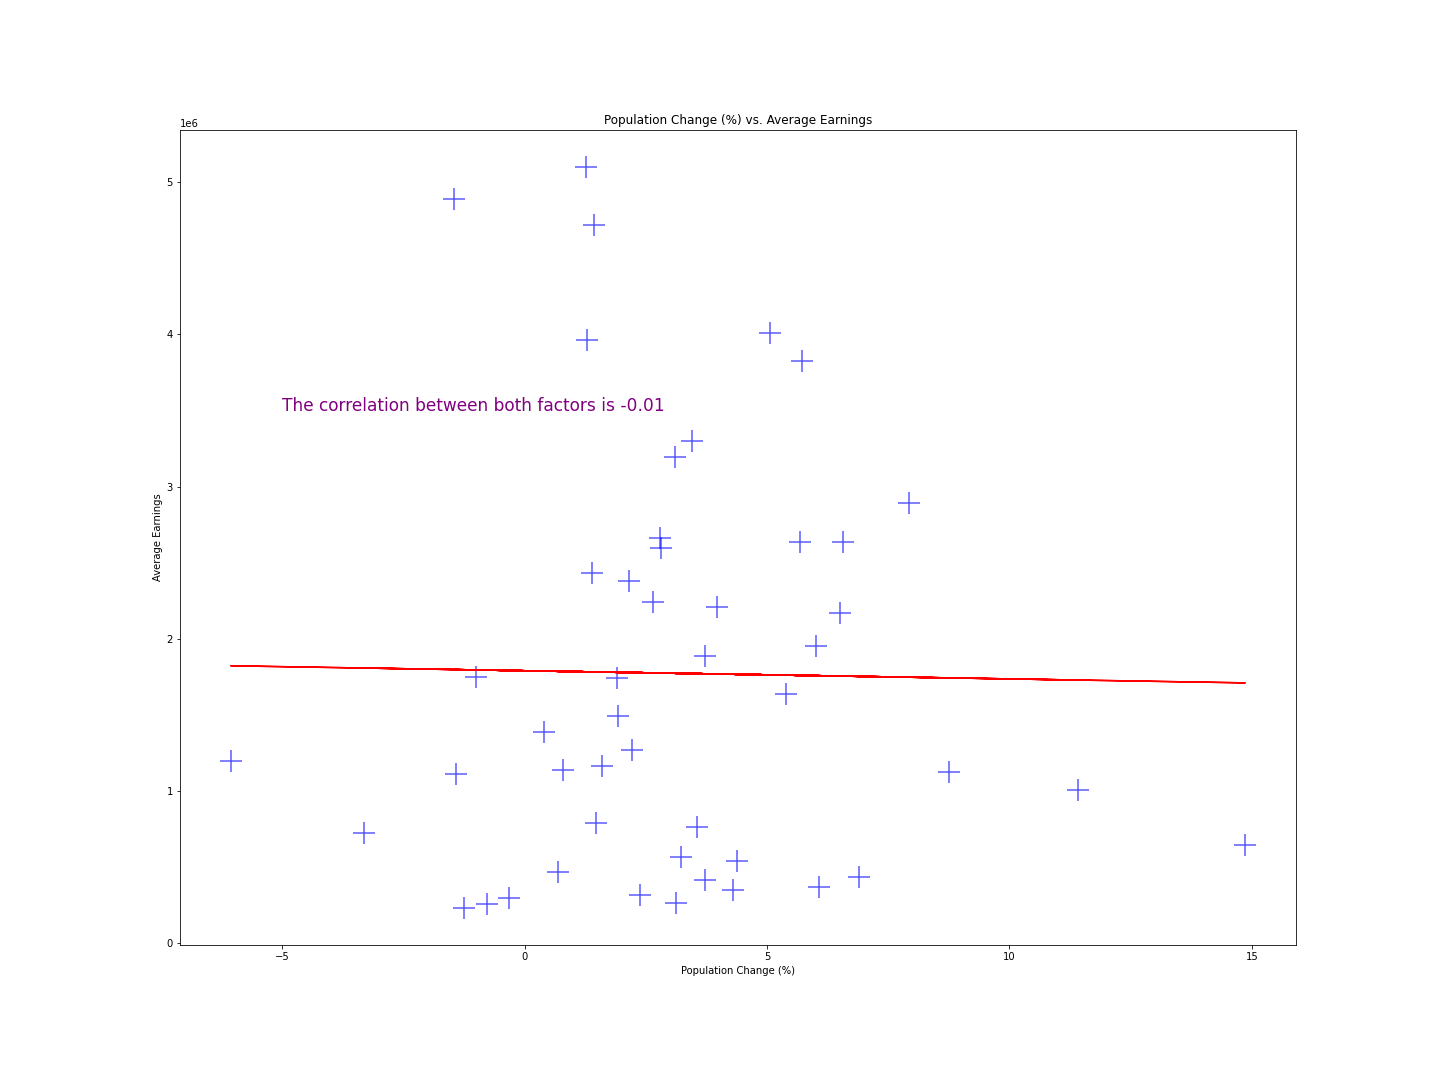 Population Change (%) vs. Average Earnings
1e6
5
4
The correlation between both factors is -0.01
3
Average Earnings
2
1
0
−5
0
5
10
15
Population Change (%)